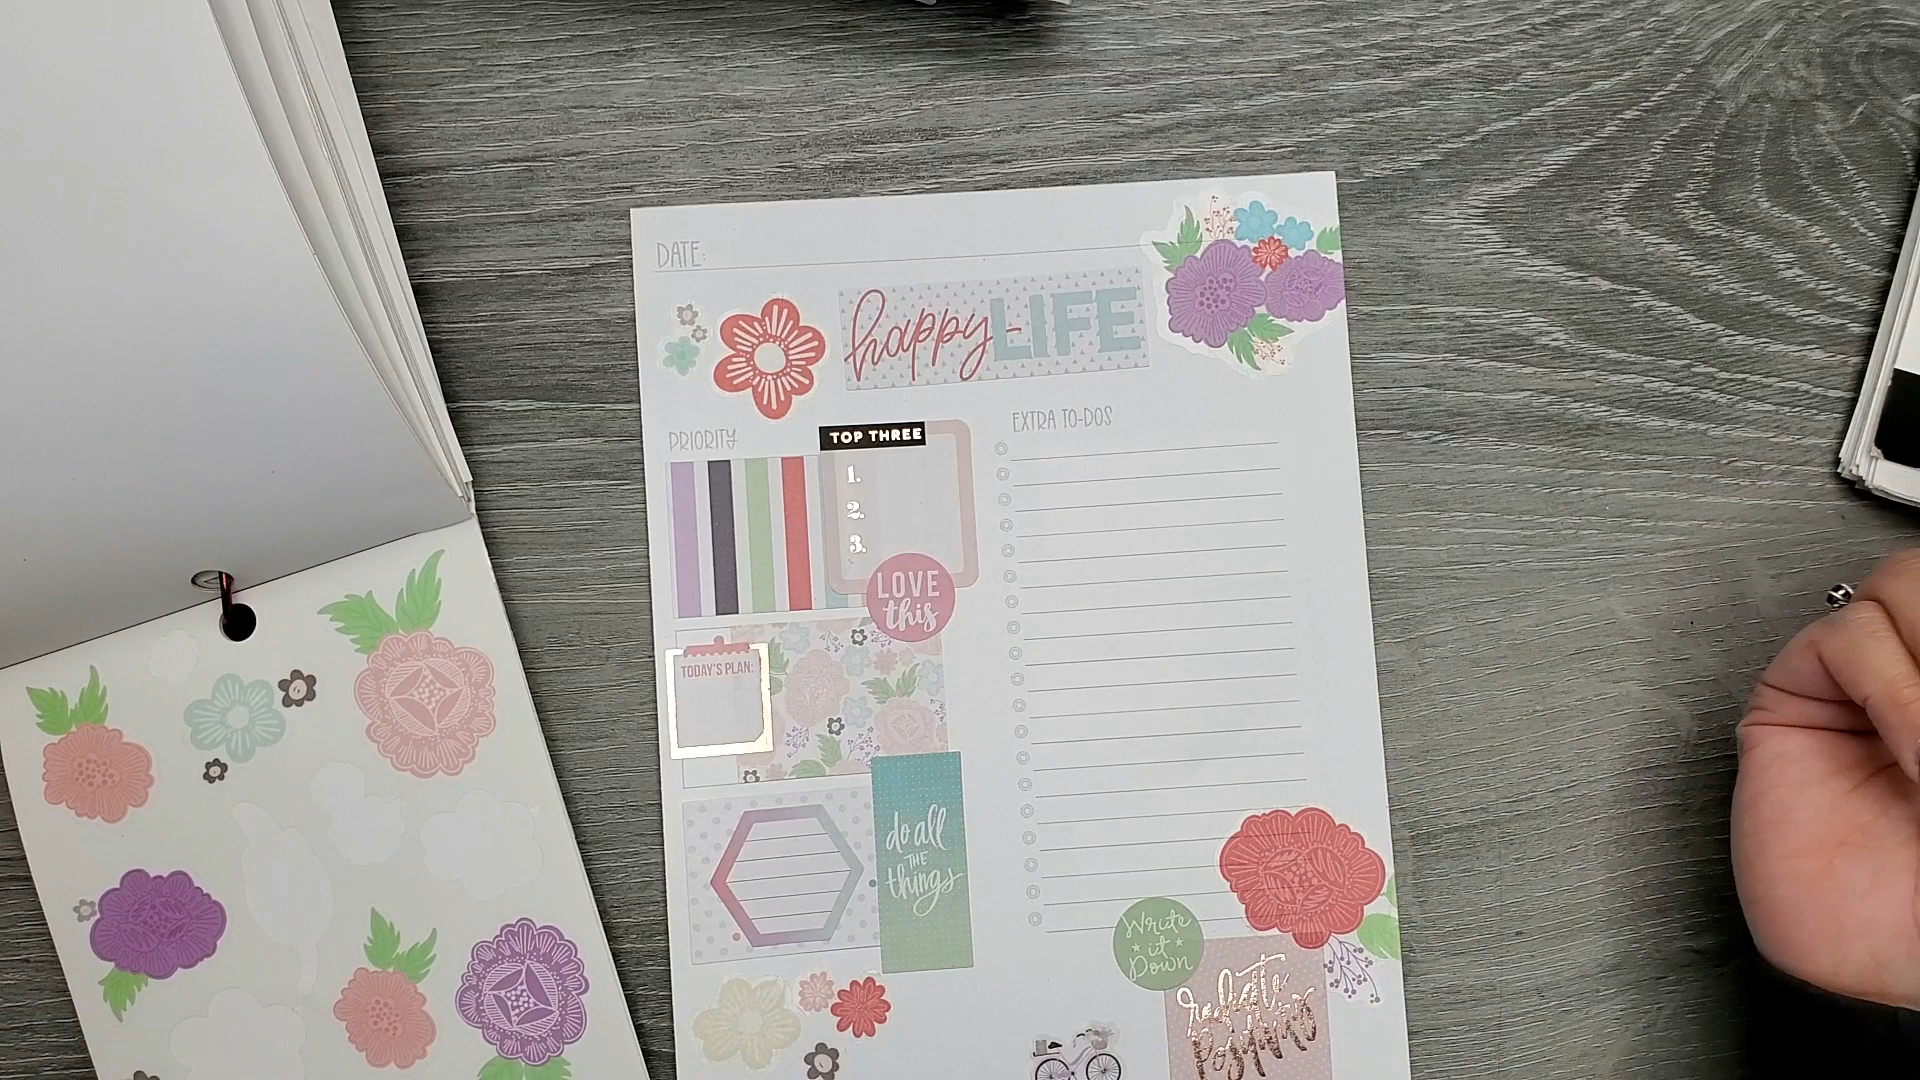 DATE:
happy LIFE
PRIORITY
TOP THREE
1.
2.
3.
EXTRA TO-DOS
LOVE
this
TODAY'S PLAN:
do all
THE
things
Write
it
Down
radiate
positivity